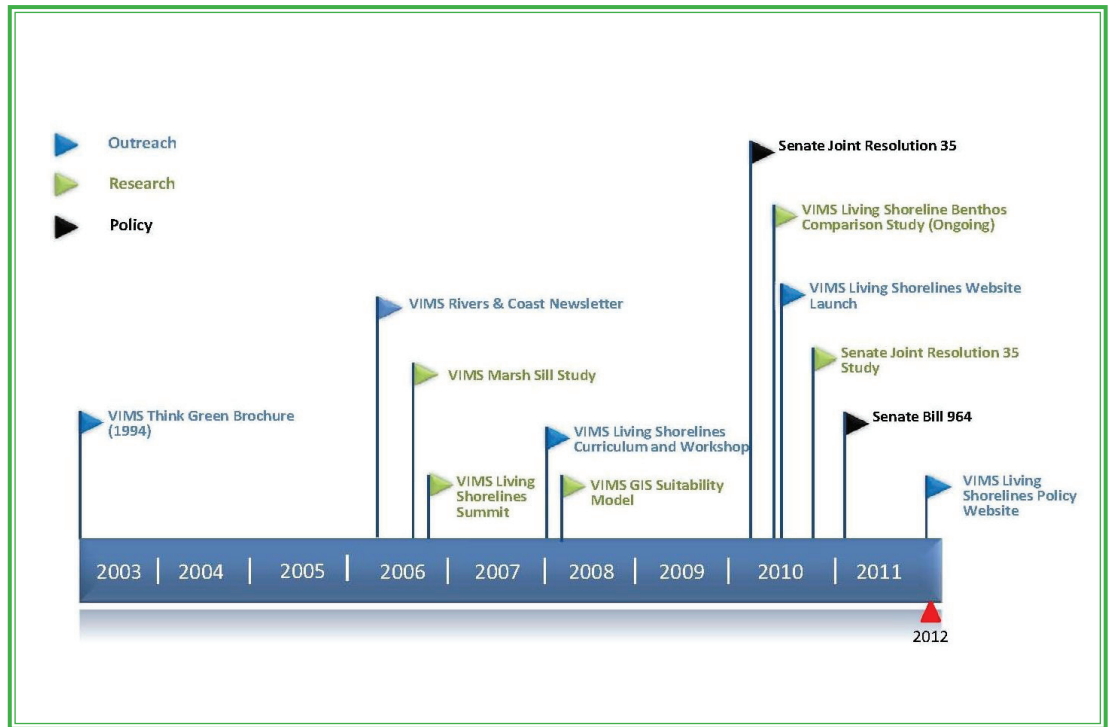 Outreach
Research
Policy
Senate Joint Resolution 35
VIMS Living Shoreline Benthos
Comparison Study (Ongoing)
VIMS Living Shorelines Website
Launch
VIMS Rivers & Coast Newsletter
Senate Joint Resolution 35
Study
VIMS Marsh Sill Study
VIMS Think Green Brochure
(1994)
Senate Bill 964
VIMS Living Shorelines
Curriculum and Workshop
VIMS Living
Shorelines
Summit
VIMS GIS Suitability
Model
VIMS Living
Shorelines Policy
Website
2003 | 2004 | 2005 | 2006 | 2007 | 2008 | 2009 | 2010 | 2011
2012